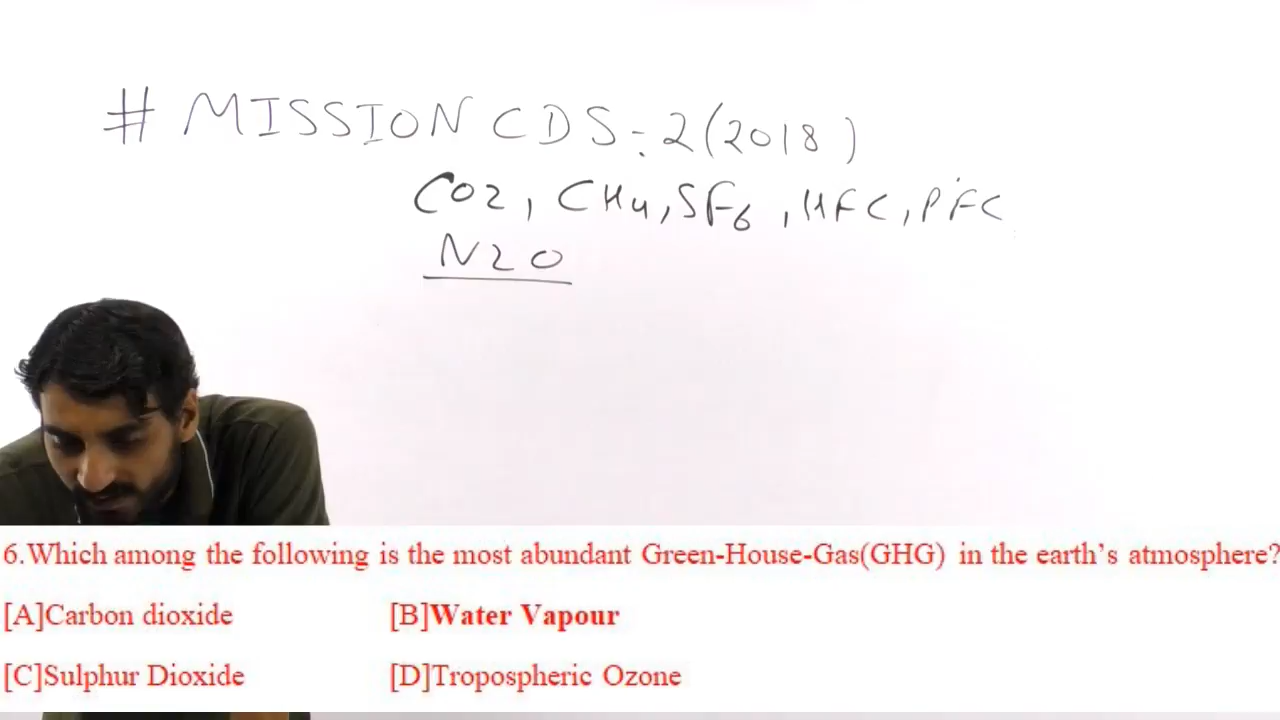 # MISSION CDS:-2(2018)
CO2, CH4, SF6, HFC, PFC
N2O
6.Which among the following is the most abundant Green-House-Gas(GHG) in the earth’s atmosphere?
[A]Carbon dioxide [B]Water Vapour
[C]Sulphur Dioxide [D]Tropospheric Ozone